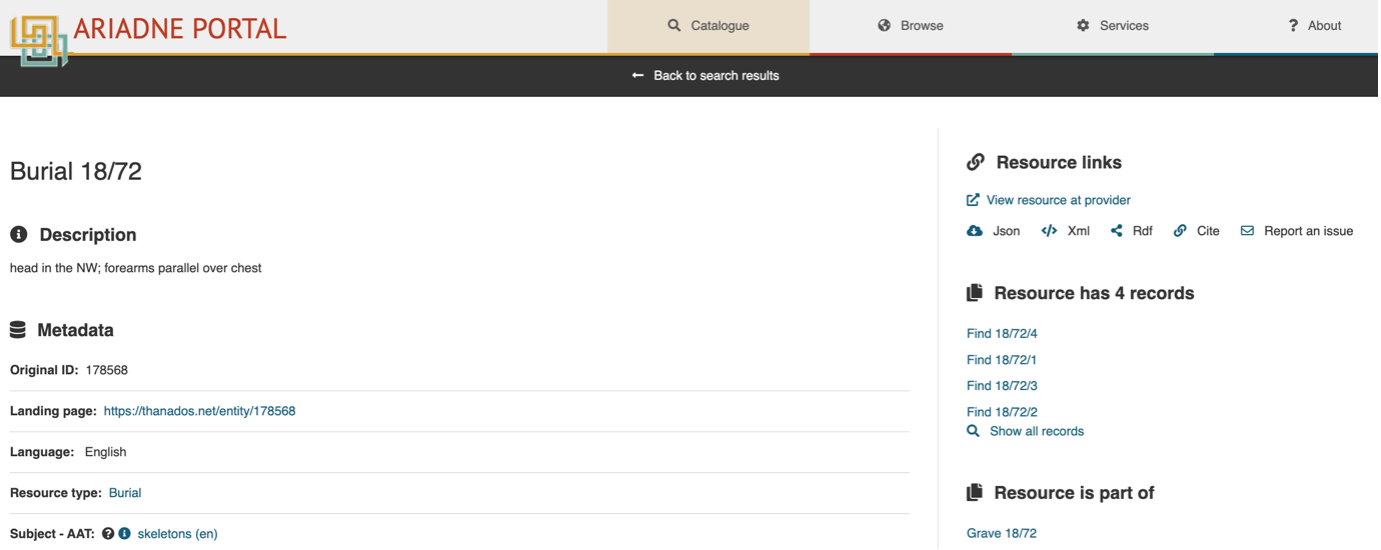 ARIADNE PORTAL
Catalogue
Browse
Services
? About
← Back to search results
Burial 18/72
Description
head in the NW; forearms parallel over chest
Metadata
Original ID: 178568
Landing page: https://thanados.net/entity/178568
Language: English
Resource type: Burial
Subject - AAT: skeletons (en)
Resource links
View resource at provider
Json Xml Rdf Cite Report an issue
Resource has 4 records
Find 18/72/4
Find 18/72/1
Find 18/72/3
Find 18/72/2
Show all records
Resource is part of
Grave 18/72